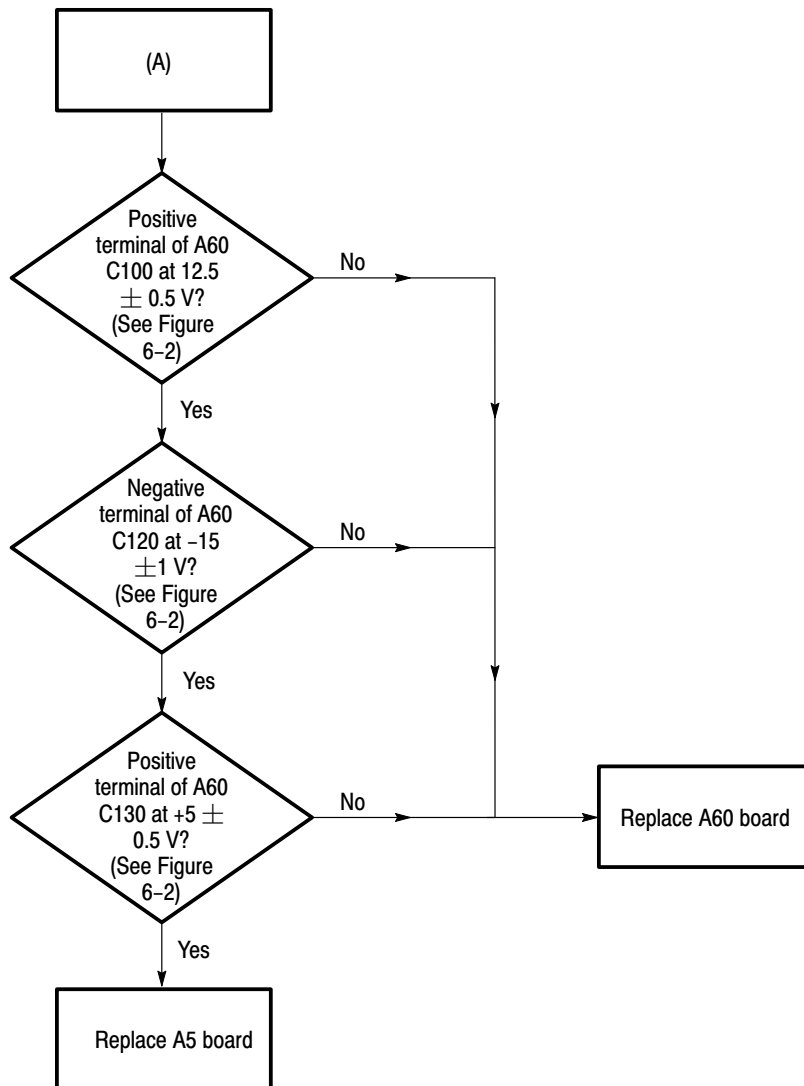 (A)
Positive
terminal of A60
C100 at 12.5
± 0.5 V?
(See Figure
6–2)
No
Yes
Negative
terminal of A60
C120 at –15
±1 V?
(See Figure
6–2)
No
Yes
Positive
terminal of A60
C130 at +5 ±
0.5 V?
(See Figure
6–2)
No
Replace A60 board
Yes
Replace A5 board